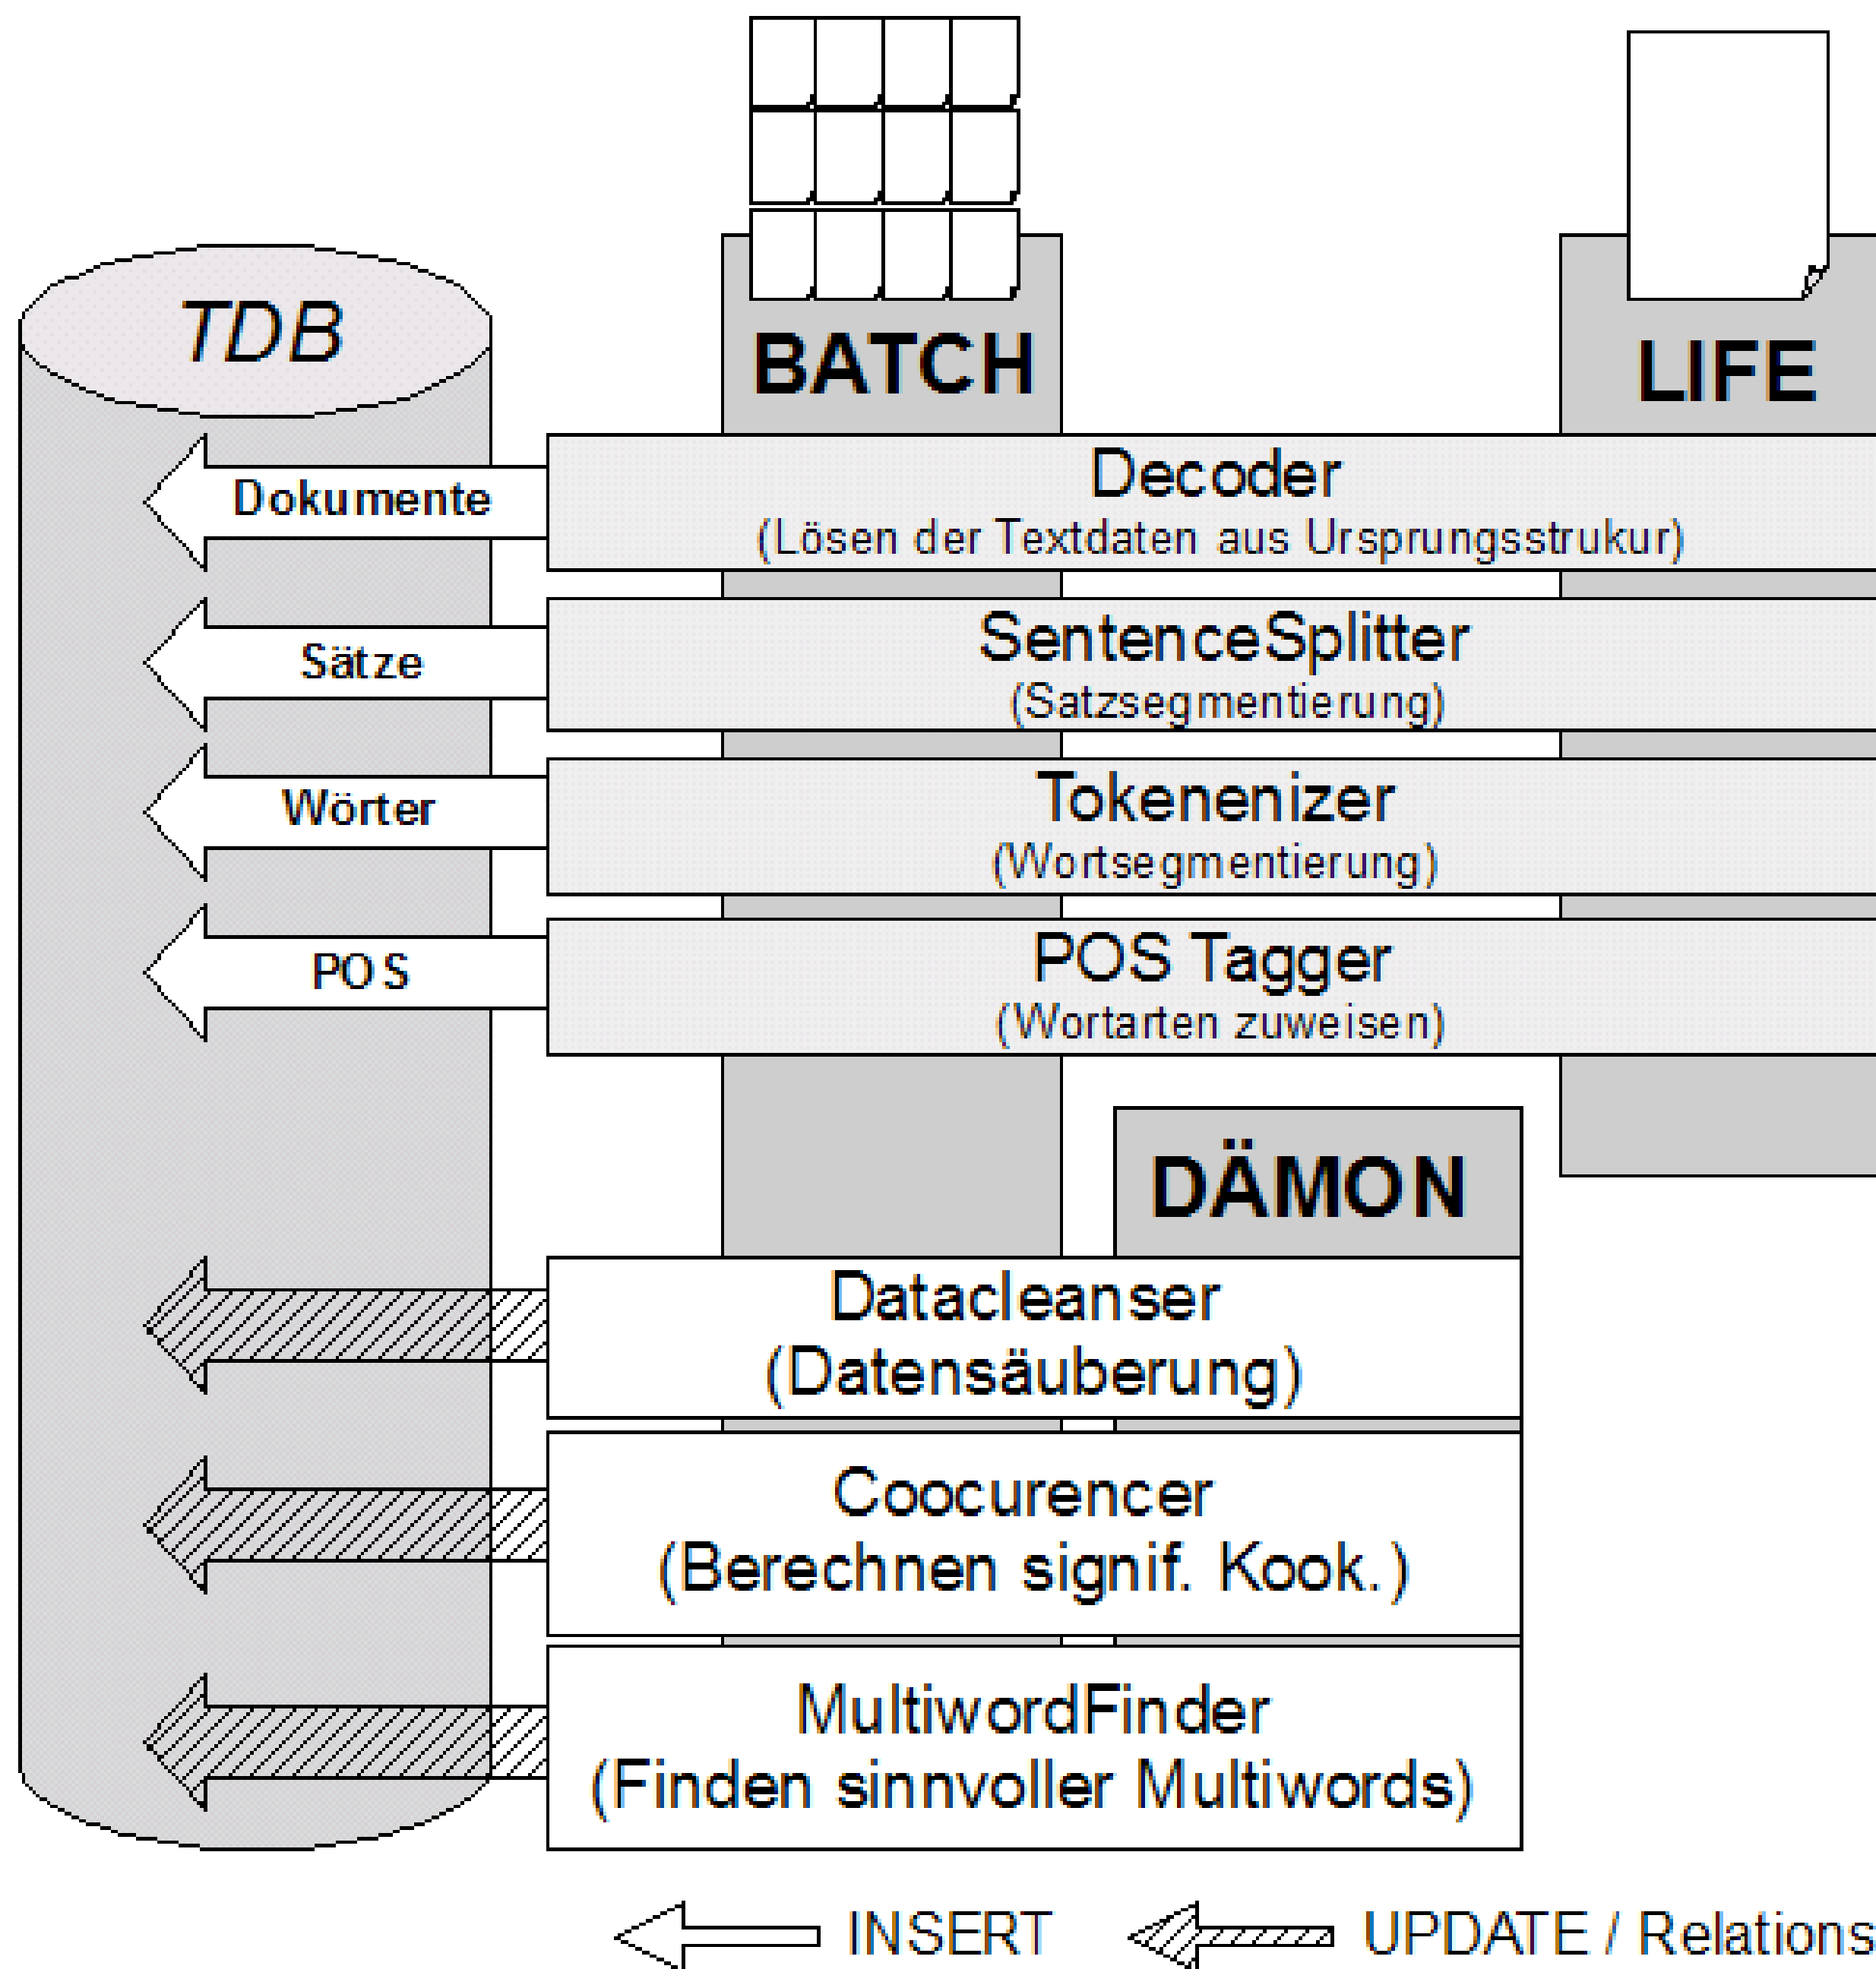 TDB
BATCH
LIFE
Dokumente
Decoder
(Lösen der Textdaten aus Ursprungsstrukur)
Sätze
SentenceSplitter
(Satzsegmentierung)
Wörter
Tokenenizer
(Wortsegmentierung)
POS
POS Tagger
(Wortarten zuweisen)
DÄMON
Datacleanser
(Datensäuberung)
Coocurencer
(Berechnen signif. Kook.)
MultiwordFinder
(Finden sinnvoller Multiwords)
INSERT
UPDATE / Relations